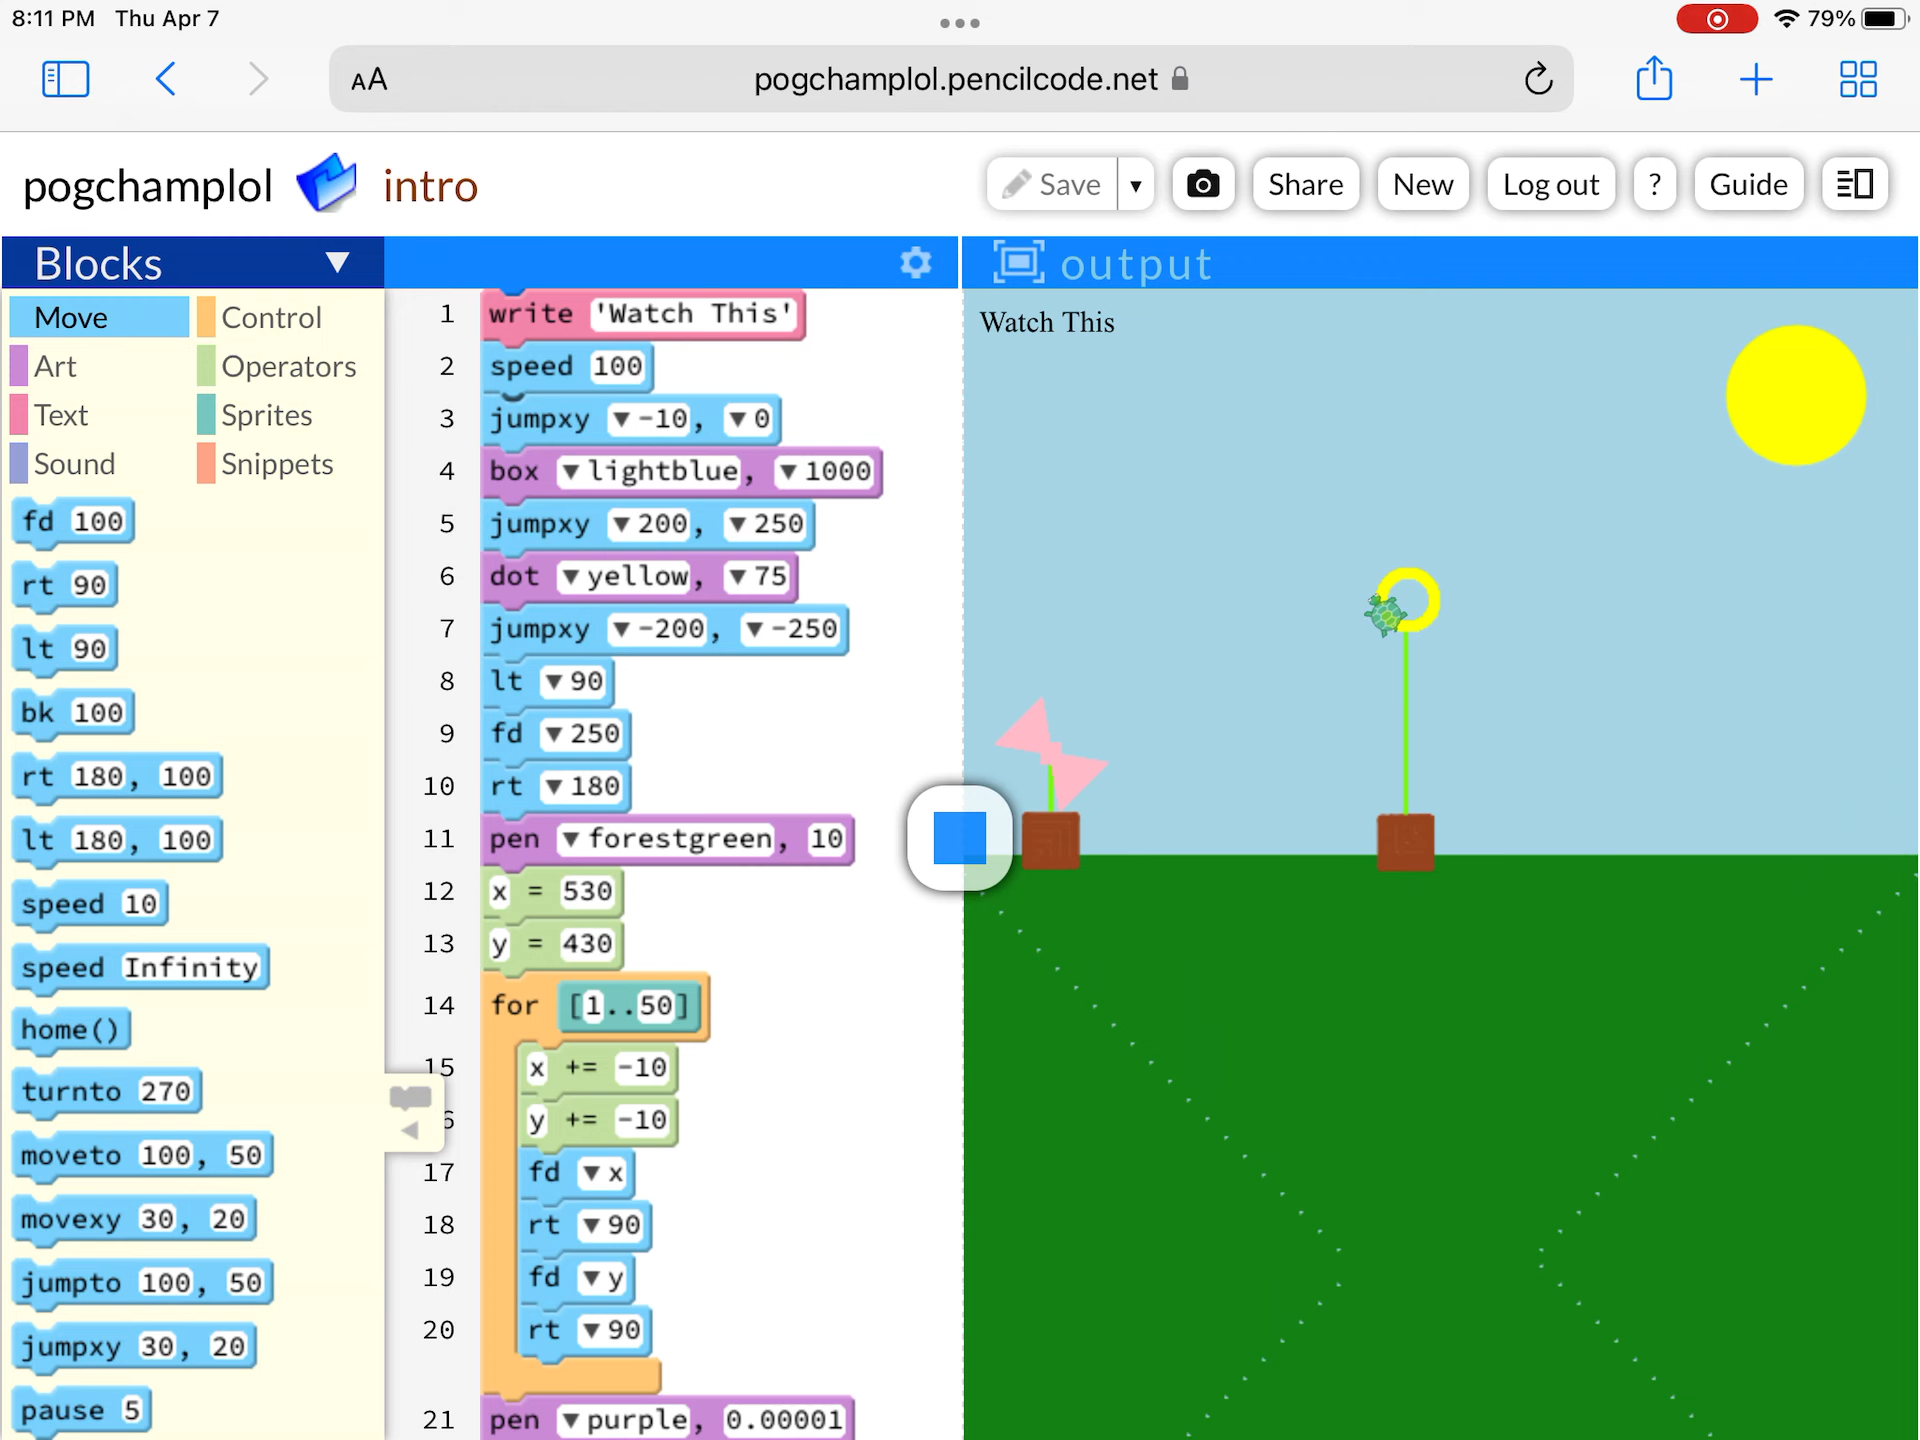 8:11 PM Thu Apr 7
79%
AA
pogchamplol.pencilcode.net
pogchamplol intro
Save
Share
New
Log out
?
Guide
Blocks
output
Move
Control
Art
Operators
Text
Sprites
Sound
Snippets
fd 100
rt 90
lt 90
bk 100
rt 180, 100
lt 180, 100
speed 10
speed Infinity
home()
turnto 270
moveto 100, 50
movexy 30, 20
jumpto 100, 50
jumpxy 30, 20
pause 5
1 write 'Watch This'
2 speed 100
3 jumpxy -10, 0
4 box lightblue, 1000
5 jumpxy 200, 250
6 dot yellow, 75
7 jumpxy -200, -250
8 lt 90
9 fd 250
10 rt 180
11 pen forestgreen, 10
12 x = 530
13 y = 430
14 for [1..50]
15 x += -10
6 y += -10
17 fd x
18 rt 90
19 fd y
20 rt 90
21 pen purple, 0.00001
Watch This